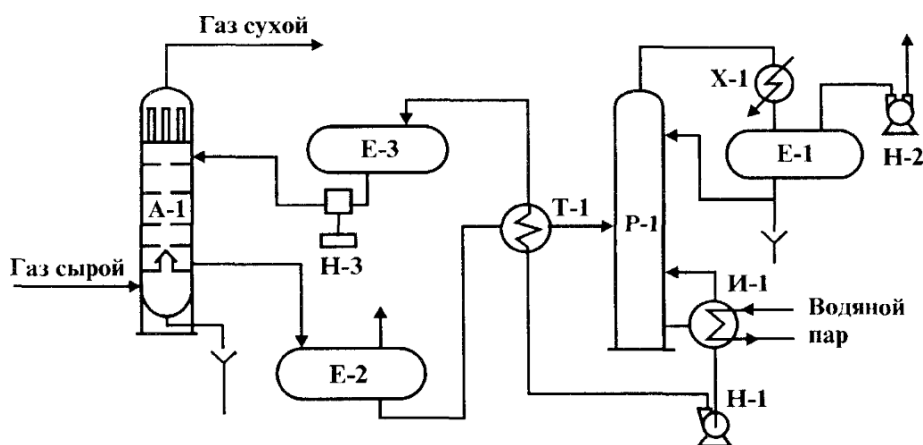 Газ сухой
Х-1
Е-3
Е-1
Н-2
А-1
Т-1
Р-1
Н-3
Газ сырой
И-1
Водяной
пар
Е-2
Н-1